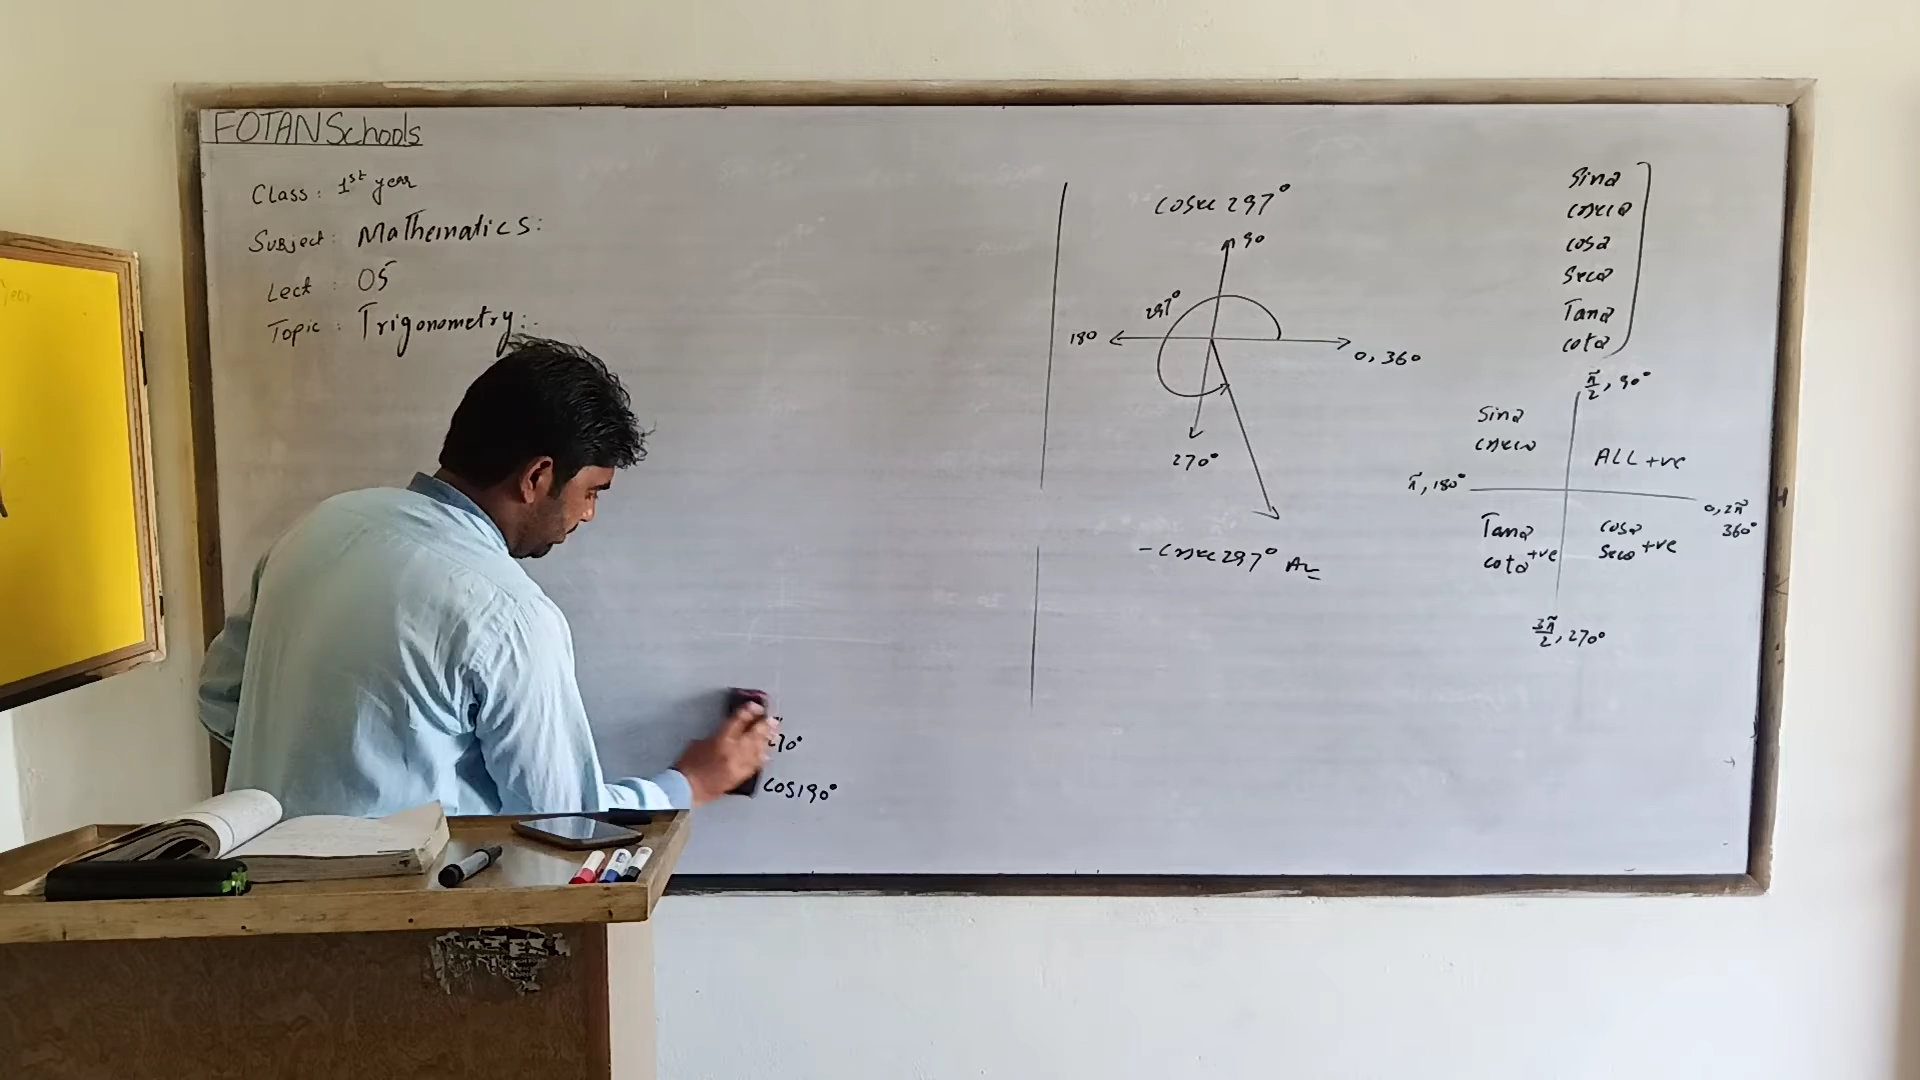 FOTAN Schools
Class: 1st year
Subject: Mathematics:
Lect: 05
Topic: Trigonometry:
270°
cos190°
cosec 297°
90
297°
180
0, 360
270°
-cosec 297° Ans
sinθ
cosecθ
cosθ
secθ
Tanθ
cotθ
π/2, 90°
sinθ
cosecθ
ALL +ve
π, 180°
0, 2π
360°
Tanθ
cotθ +ve
cosθ
secθ +ve
3π/2, 270°